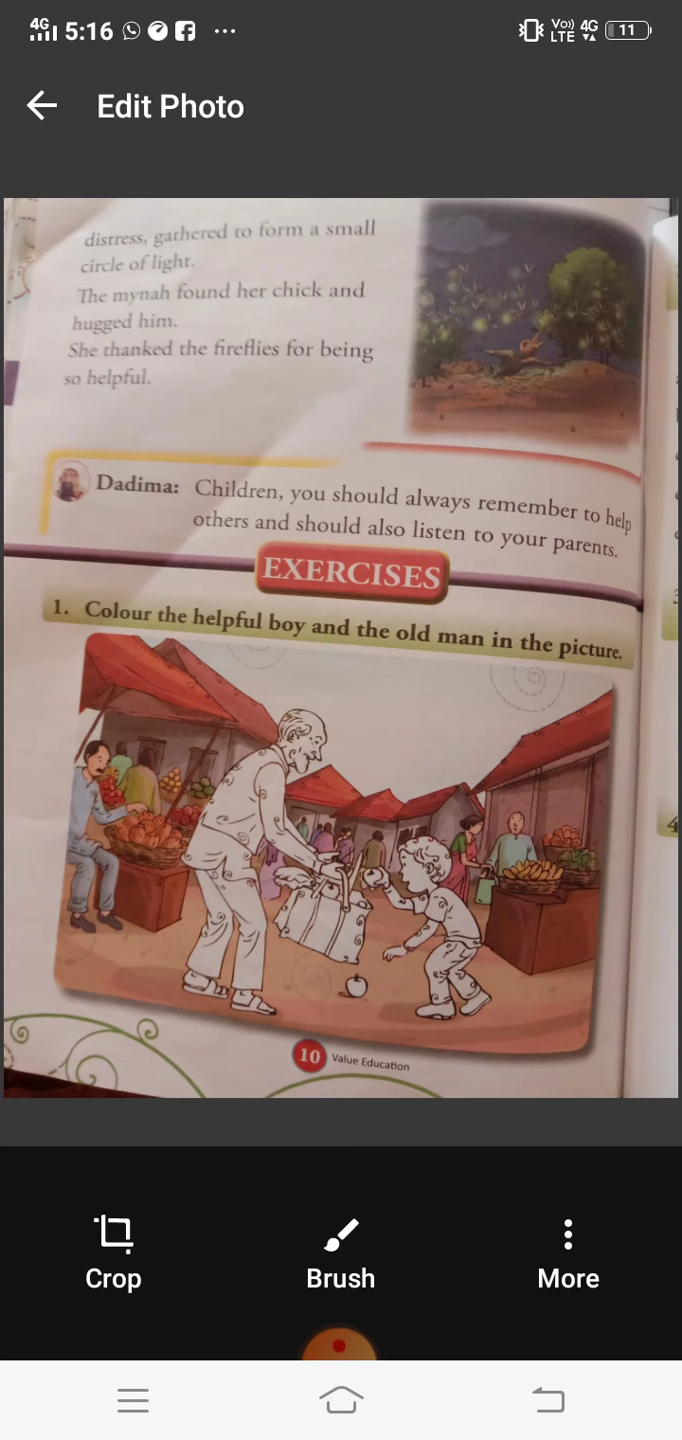 4G 5:16 ... Vo)) LTE 4G 11
Edit Photo
distress, gathered to form a small
circle of light.
The mynah found her chick and
hugged him.
She thanked the fireflies for being
so helpful.
Dadima: Children, you should always remember to help
others and should also listen to your parents.
EXERCISES
1. Colour the helpful boy and the old man in the picture.
10 Value Education
4
Crop Brush More